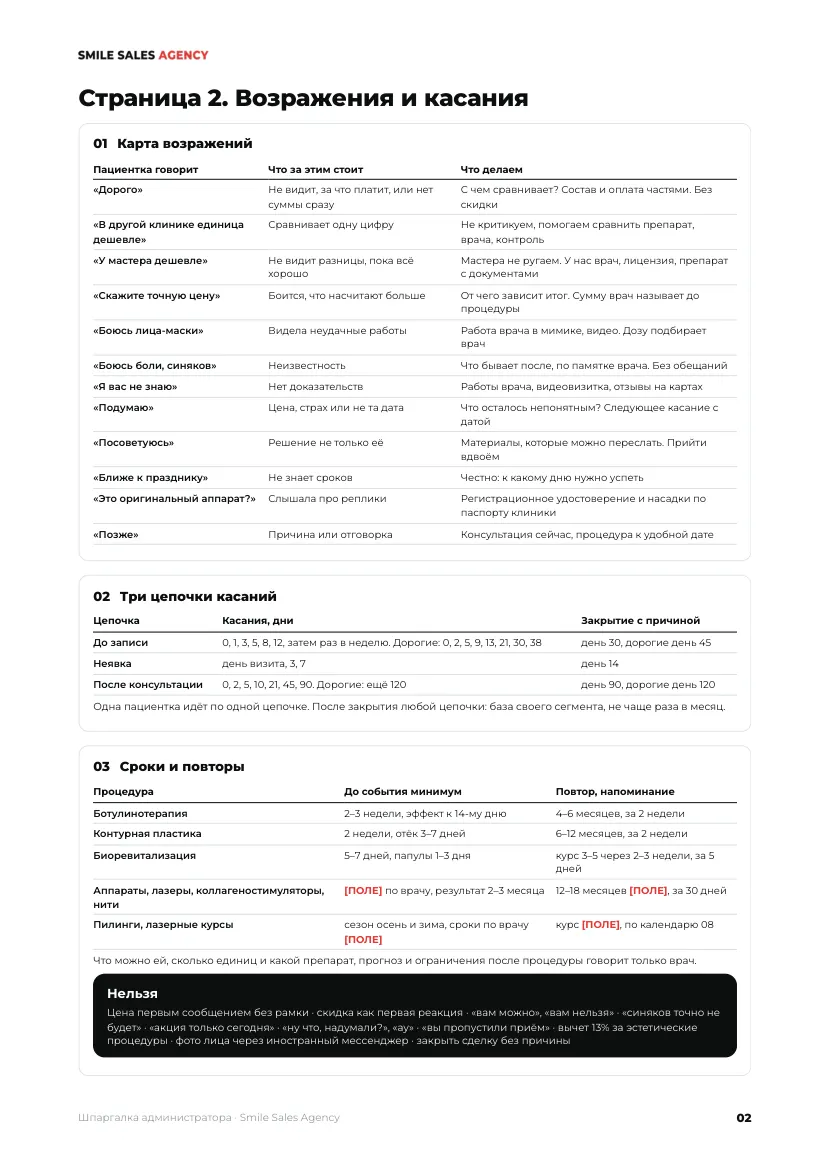 SMILE SALES AGENCY
Страница 2. Возражения и касания
01 Карта возражений
Пациентка говорит Что за этим стоит Что делаем
«Дорого» Не видит, за что платит, или нет суммы сразу С чем сравнивает? Состав и оплата частями. Без скидки
«В другой клинике единица дешевле» Сравнивает одну цифру Не критикуем, помогаем сравнить препарат, врача, контроль
«У мастера дешевле» Не видит разницы, пока всё хорошо Мастера не ругаем. У нас врач, лицензия, препарат с документами
«Скажите точную цену» Боится, что насчитают больше От чего зависит итог. Сумму врач называет до процедуры
«Боюсь лица-маски» Видела неудачные работы Работа врача в мимике, видео. Дозу подбирает врач
«Боюсь боли, синяков» Неизвестность Что бывает после, по памятке врача. Без обещаний
«Я вас не знаю» Нет доказательств Работы врача, видеовизитка, отзывы на картах
«Подумаю» Цена, страх или не та дата Что осталось непонятным? Следующее касание с датой
«Посоветуюсь» Решение не только её Материалы, которые можно переслать. Прийти вдвоём
«Ближе к празднику» Не знает сроков Честно: к какому дню нужно успеть
«Это оригинальный аппарат?» Слышала про реплики Регистрационное удостоверение и насадки по паспорту клиники
«Позже» Причина или отговорка Консультация сейчас, процедура к удобной дате
02 Три цепочки касаний
Цепочка Касания, дни Закрытие с причиной
До записи 0, 1, 3, 5, 8, 12, затем раз в неделю. Дорогие: 0, 2, 5, 9, 13, 21, 30, 38 день 30, дорогие день 45
Неявка день визита, 3, 7 день 14
После консультации 0, 2, 5, 10, 21, 45, 90. Дорогие: ещё 120 день 90, дорогие день 120
Одна пациентка идёт по одной цепочке. После закрытия любой цепочки: база своего сегмента, не чаще раза в месяц.
03 Сроки и повторы
Процедура До события минимум Повтор, напоминание
Ботулинотерапия 2–3 недели, эффект к 14-му дню 4–6 месяцев, за 2 недели
Контурная пластика 2 недели, отёк 3–7 дней 6–12 месяцев, за 2 недели
Биоревитализация 5–7 дней, папулы 1–3 дня курс 3–5 через 2–3 недели, за 5 дней
Аппараты, лазеры, коллагеностимуляторы, нити [ПОЛЕ] по врачу, результат 2–3 месяца 12–18 месяцев [ПОЛЕ], за 30 дней
Пилинги, лазерные курсы сезон осень и зима, сроки по врачу [ПОЛЕ] курс [ПОЛЕ], по календарю 08
Что можно ей, сколько единиц и какой препарат, прогноз и ограничения после процедуры говорит только врач.
Нельзя
Цена первым сообщением без рамки · скидка как первая реакция · «вам можно», «вам нельзя» · «синяков точно не
будет» · «акция только сегодня» · «ну что, надумали?», «ау» · «вы пропустили приём» · вычет 13% за эстетические
процедуры · фото лица через иностранный мессенджер · закрыть сделку без причины
Шпаргалка администратора · Smile Sales Agency 02